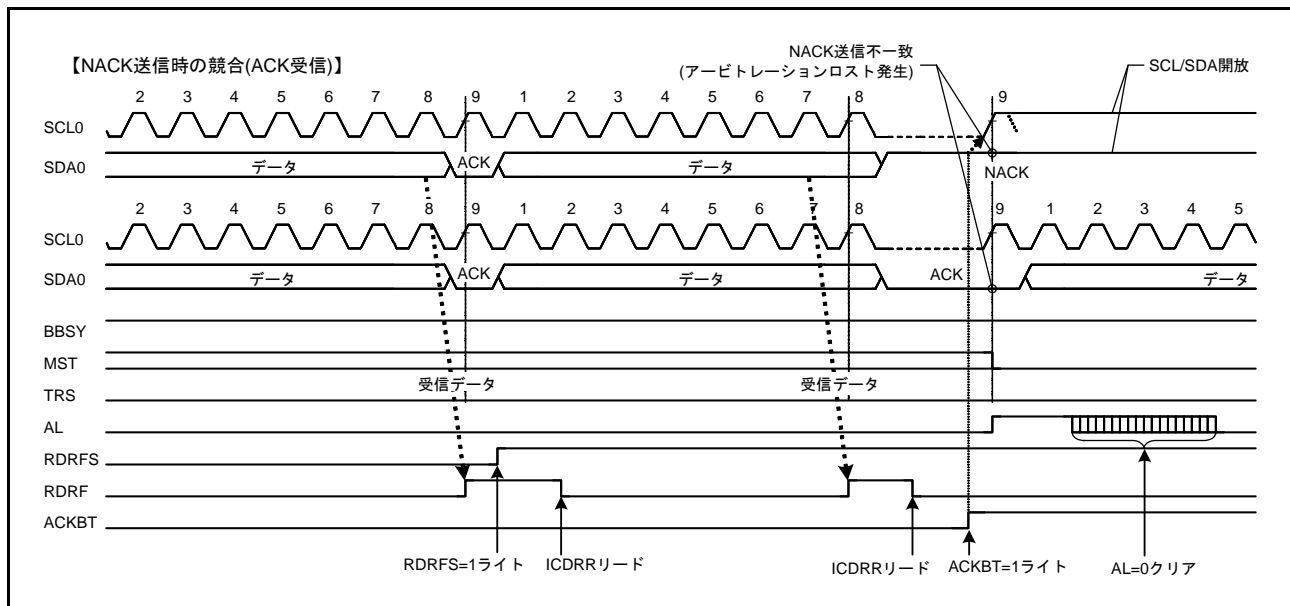 【NACK送信時の競合(ACK受信)】
NACK送信不一致
(アービトレーションロスト発生)
SCL/SDA開放
2 3 4 5 6 7 8 9 1 2 3 4 5 6 7 8 9
SCL0
SDA0 データ ACK データ NACK
2 3 4 5 6 7 8 9 1 2 3 4 5 6 7 8 9 1 2 3 4 5
SCL0
SDA0 データ ACK データ ACK データ
BBSY
MST
受信データ 受信データ
TRS
AL
RDRFS
RDRF
ACKBT
RDRFS=1ライト ICDRRリード ICDRRリード ACKBT=1ライト AL=0クリア